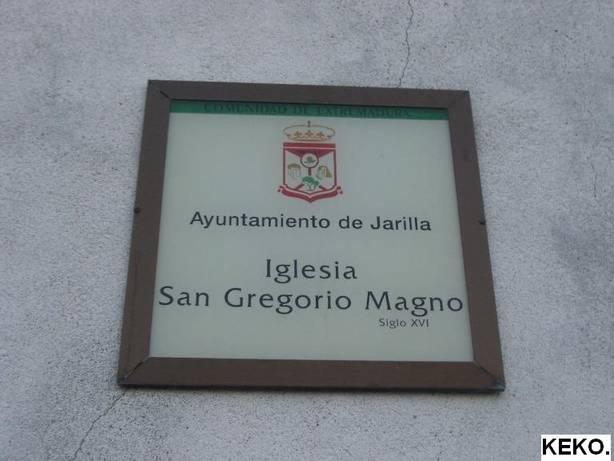 COMUNIDAD DE EXTREMADURA
Ayuntamiento de Jarilla
Iglesia
San Gregorio Magno
Siglo XVI
KEKO.